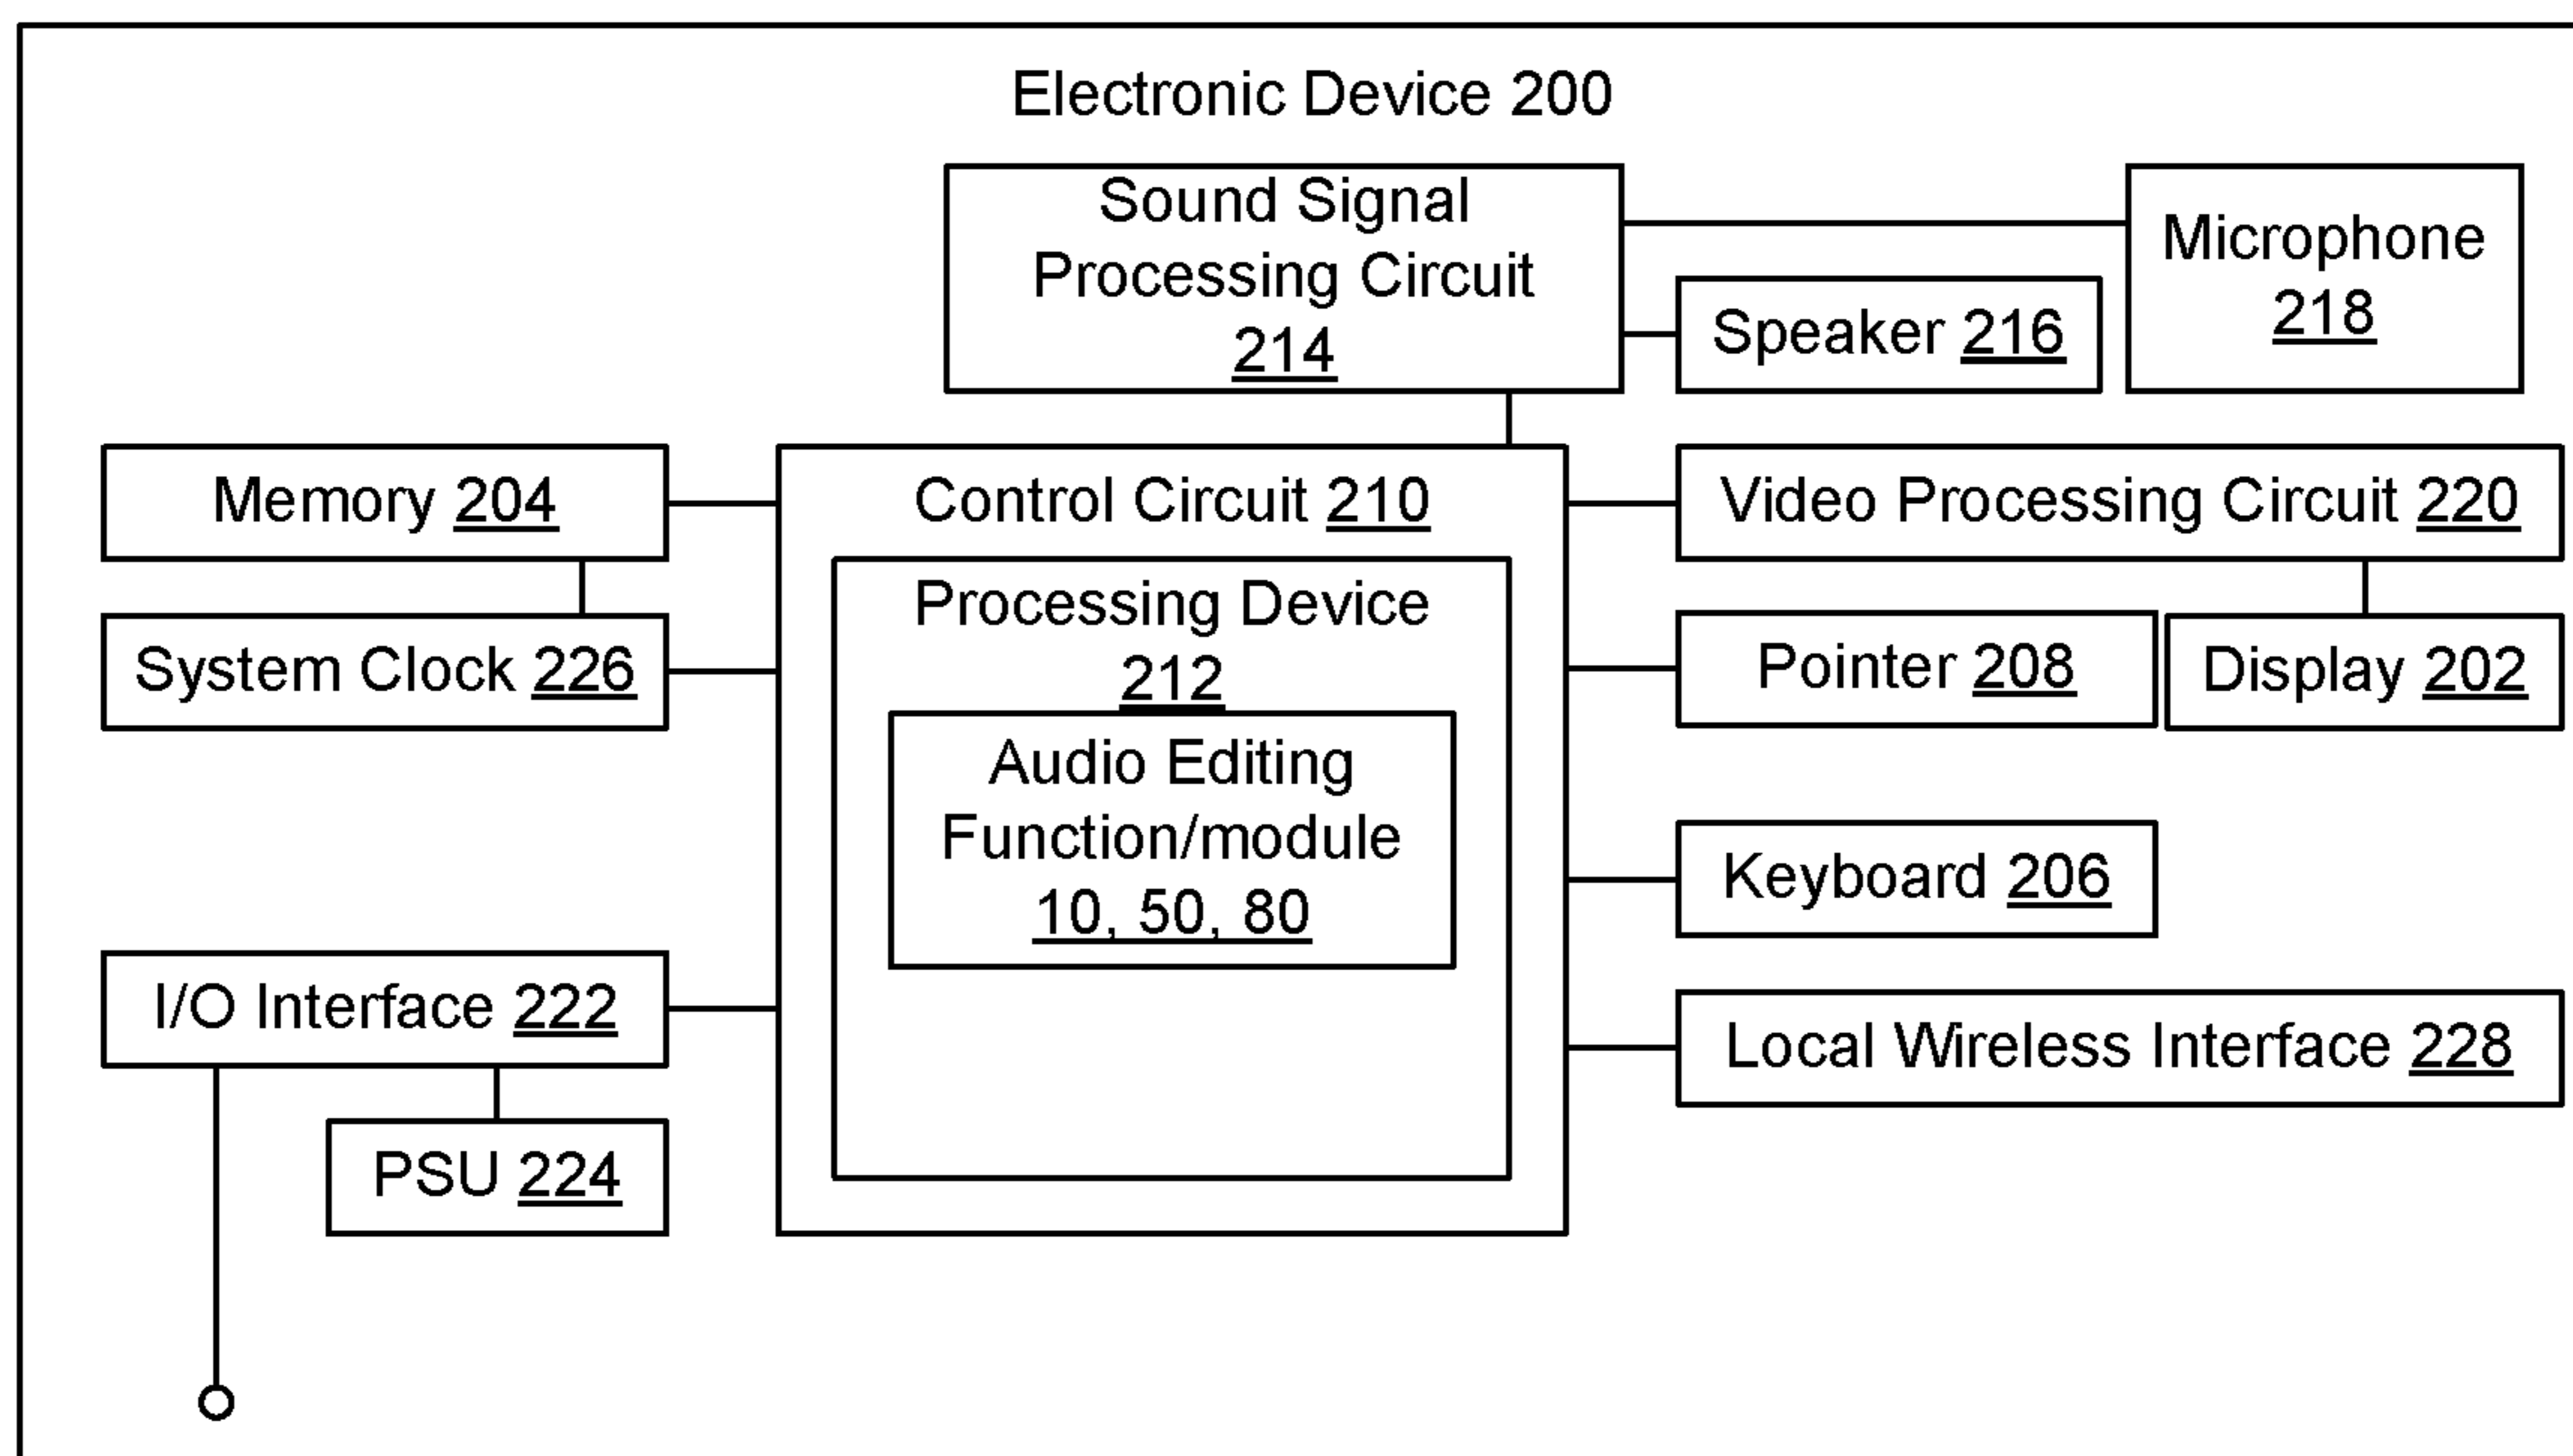 Electronic Device 200
Sound Signal
Processing Circuit
214
Microphone
218
Speaker 216
Memory 204
Control Circuit 210
Video Processing Circuit 220
Processing Device
212
System Clock 226
Pointer 208
Display 202
Audio Editing
Function/module
10, 50, 80
Keyboard 206
I/O Interface 222
Local Wireless Interface 228
PSU 224